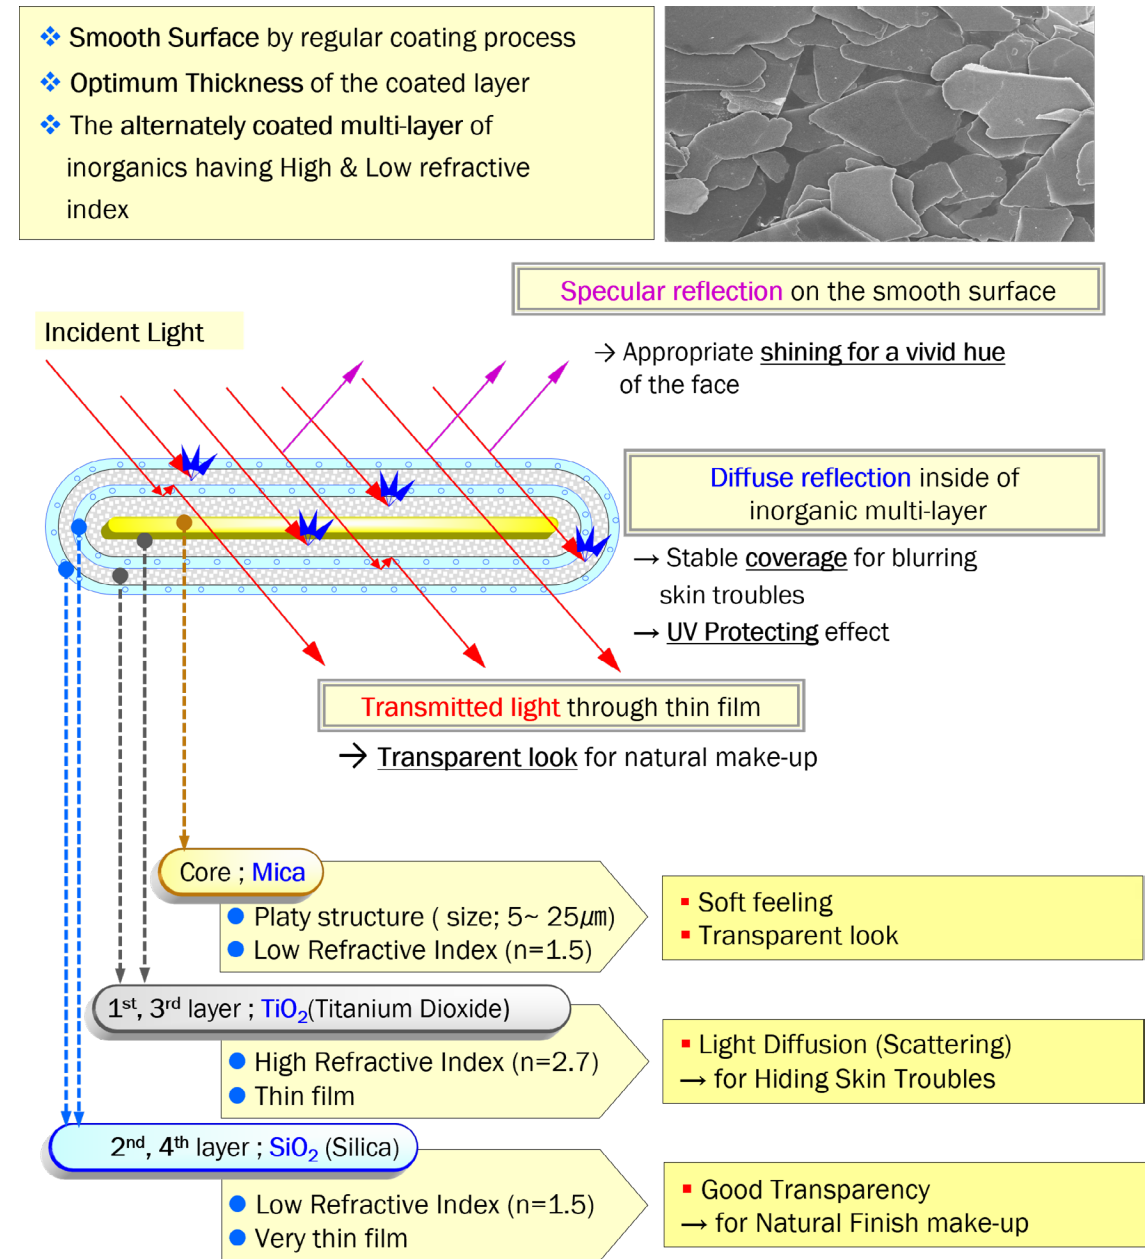 ❖ Smooth Surface by regular coating process
❖ Optimum Thickness of the coated layer
❖ The alternately coated multi-layer of
inorganics having High & Low refractive
index
Specular reflection on the smooth surface
Incident Light
→ Appropriate shining for a vivid hue
of the face
Diffuse reflection inside of
inorganic multi-layer
→ Stable coverage for blurring
skin troubles
→ UV Protecting effect
Transmitted light through thin film
→ Transparent look for natural make-up
Core ; Mica
● Platy structure ( size; 5~ 25㎛)
● Low Refractive Index (n=1.5)
▪ Soft feeling
▪ Transparent look
1st, 3rd layer ; TiO2(Titanium Dioxide)
● High Refractive Index (n=2.7)
● Thin film
▪ Light Diffusion (Scattering)
→ for Hiding Skin Troubles
2nd, 4th layer ; SiO2 (Silica)
● Low Refractive Index (n=1.5)
● Very thin film
▪ Good Transparency
→ for Natural Finish make-up